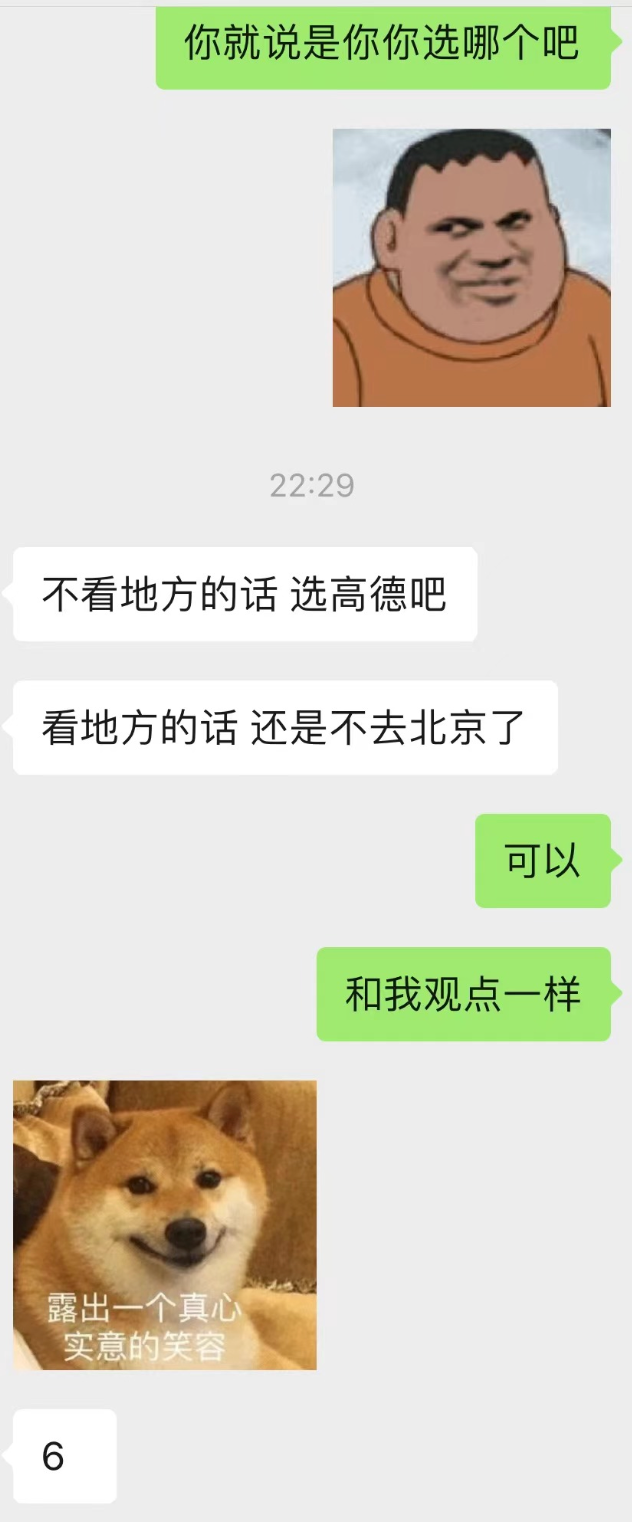 你就说是你你选哪个吧
22:29
不看地方的话 选高德吧
看地方的话 还是不去北京了
可以
和我观点一样
露出一个真心
实意的笑容
6